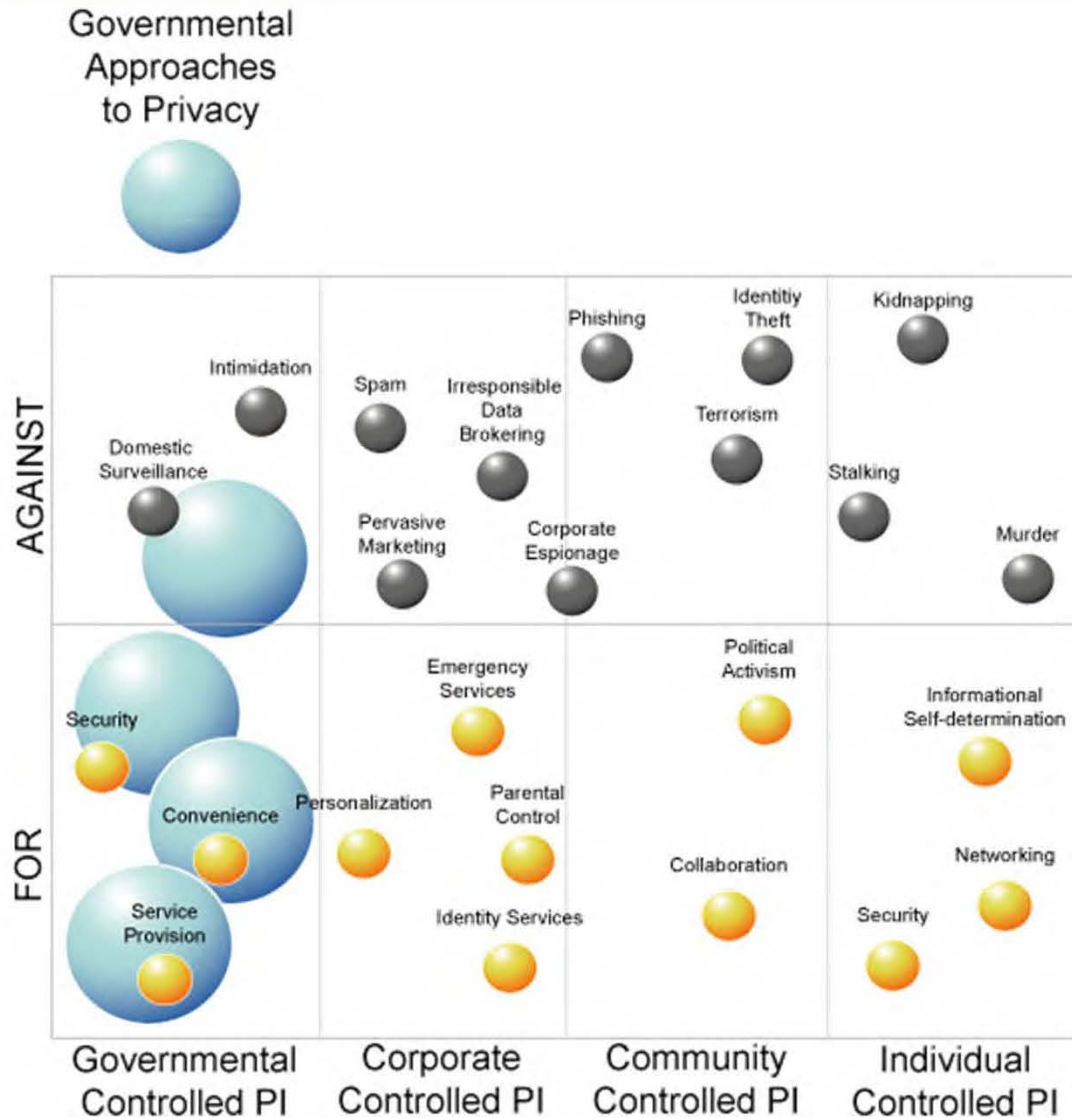 Governmental
Approaches
to Privacy
AGAINST
Intimidation
Domestic
Surveillance
Spam
Irresponsible
Data
Brokering
Pervasive
Marketing
Corporate
Espionage
Phishing
Identitiy
Theft
Terrorism
Kidnapping
Stalking
Murder
FOR
Security
Convenience
Service
Provision
Emergency
Services
Personalization
Parental
Control
Identity Services
Political
Activism
Collaboration
Informational
Self-determination
Networking
Security
Governmental
Controlled PI
Corporate
Controlled PI
Community
Controlled PI
Individual
Controlled PI